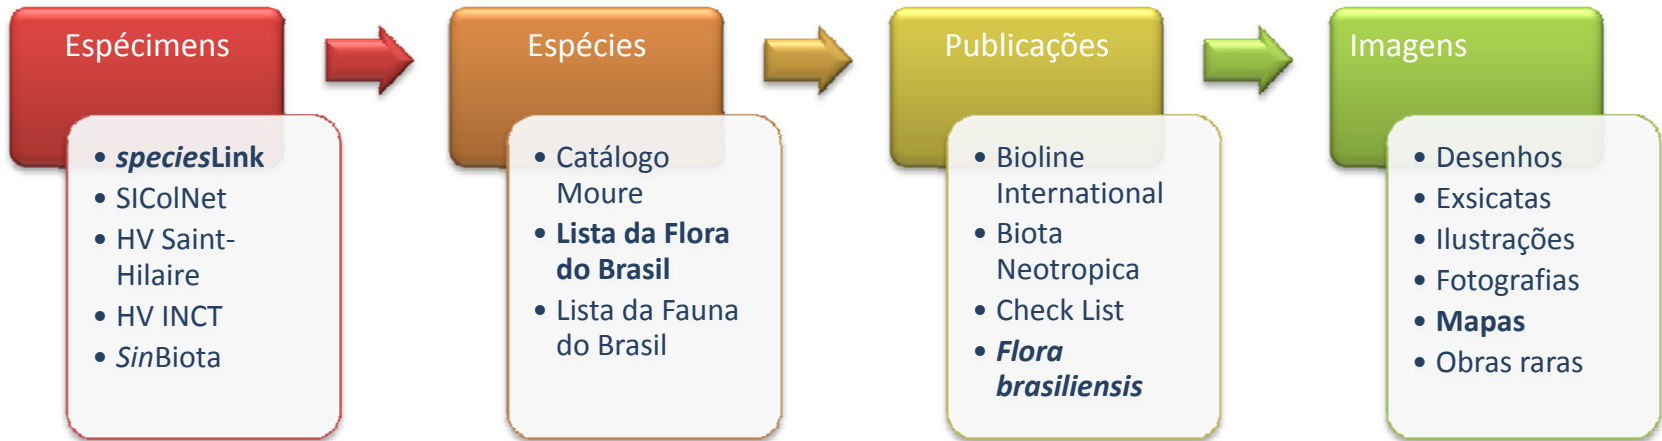 Espécimens
• speciesLink
• SIColNet
• HV Saint-
Hilaire
• HV INCT
• SinBiota
Espécies
• Catálogo
Moure
• Lista da Flora
do Brasil
• Lista da Fauna
do Brasil
Publicações
• Bioline
International
• Biota
Neotropica
• Check List
• Flora
brasiliensis
Imagens
• Desenhos
• Exsicatas
• Ilustrações
• Fotografias
• Mapas
• Obras raras